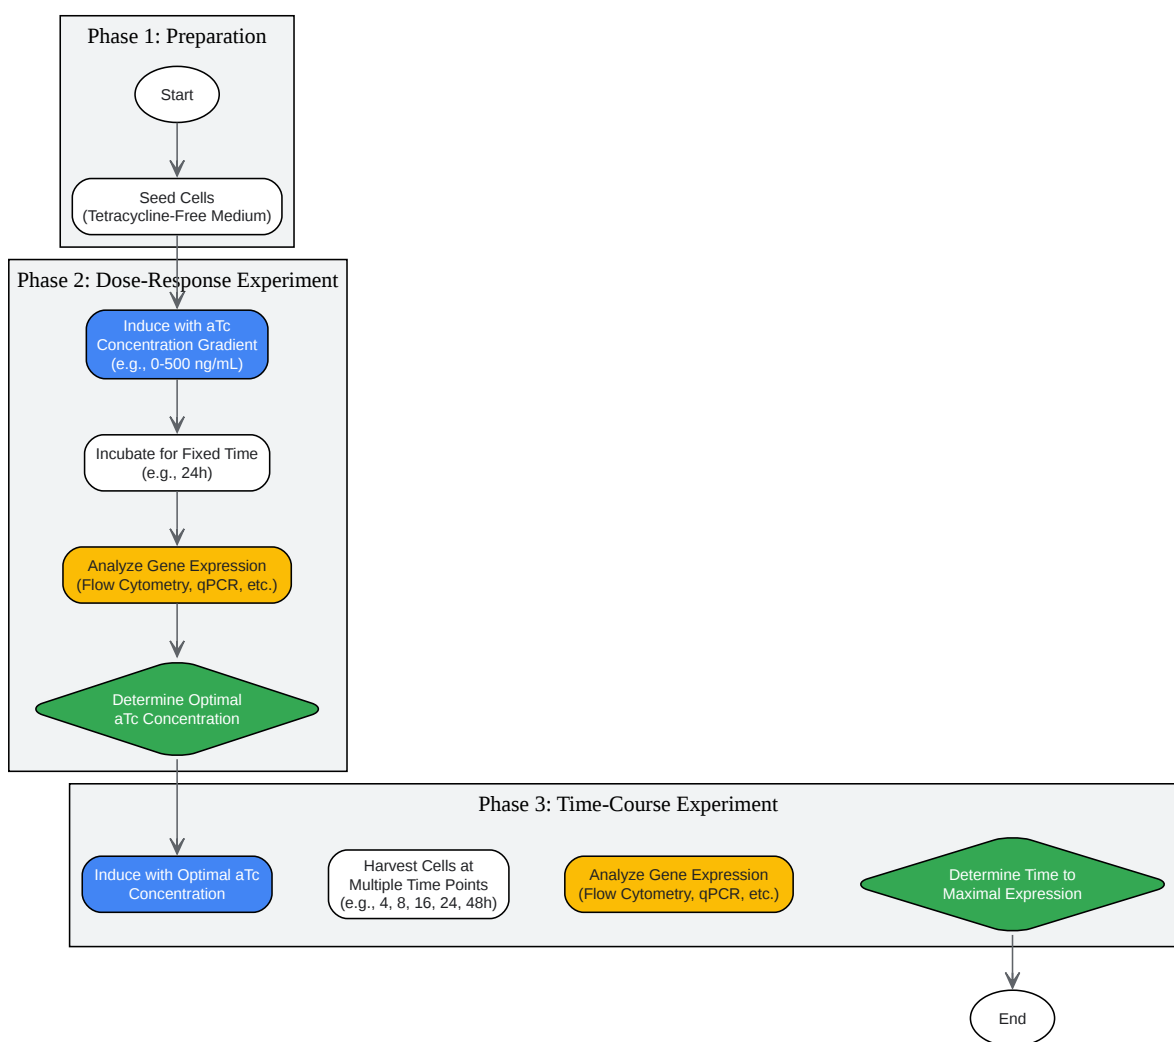 Phase 1: Preparation
Start
Seed Cells
(Tetracycline-Free Medium)
Phase 2: Dose-Response Experiment
Induce with aTc
Concentration Gradient
(e.g., 0-500 ng/mL)
Incubate for Fixed Time
(e.g., 24h)
Analyze Gene Expression
(Flow Cytometry, qPCR, etc.)
Determine Optimal
aTc Concentration
Phase 3: Time-Course Experiment
Induce with Optimal aTc
Concentration
Harvest Cells at
Multiple Time Points
(e.g., 4, 8, 16, 24, 48h)
Analyze Gene Expression
(Flow Cytometry, qPCR, etc.)
Determine Time to
Maximal Expression
End